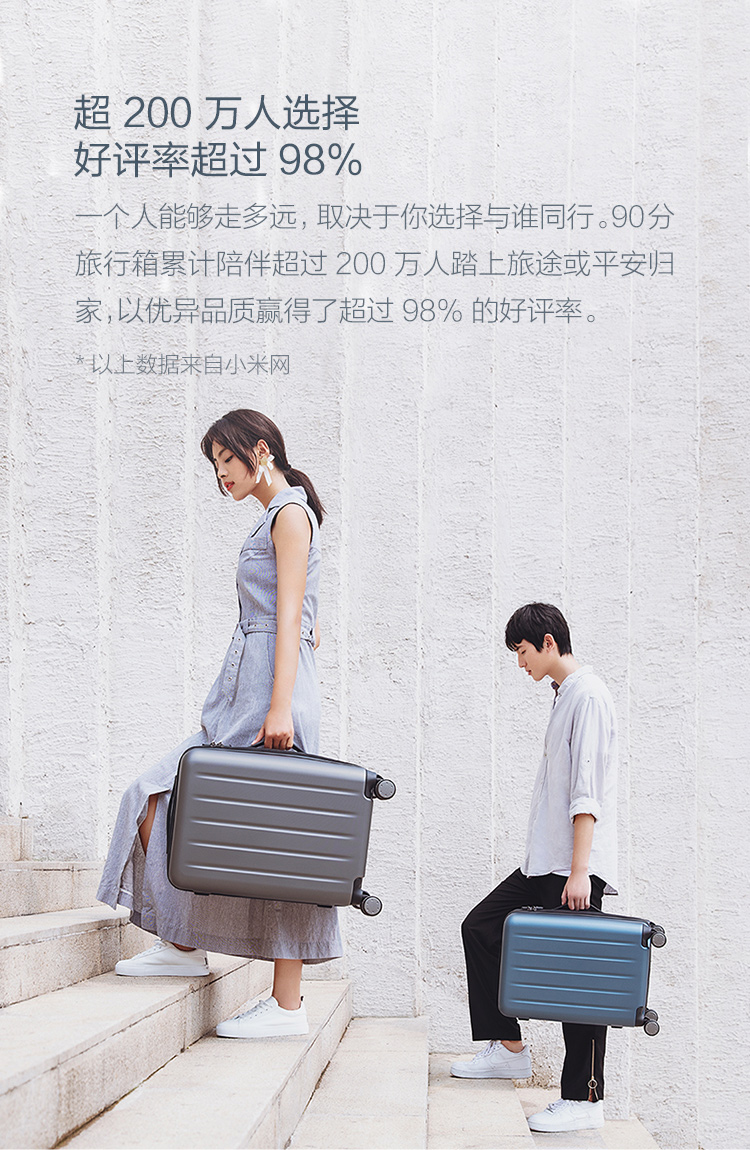 超 200 万人选择
好评率超过 98%
一个人能够走多远, 取决于你选择与谁同行。90分
旅行箱累计陪伴超过 200 万人踏上旅途或平安归
家,以优异品质赢得了超过 98% 的好评率。
* 以上数据来自小米网